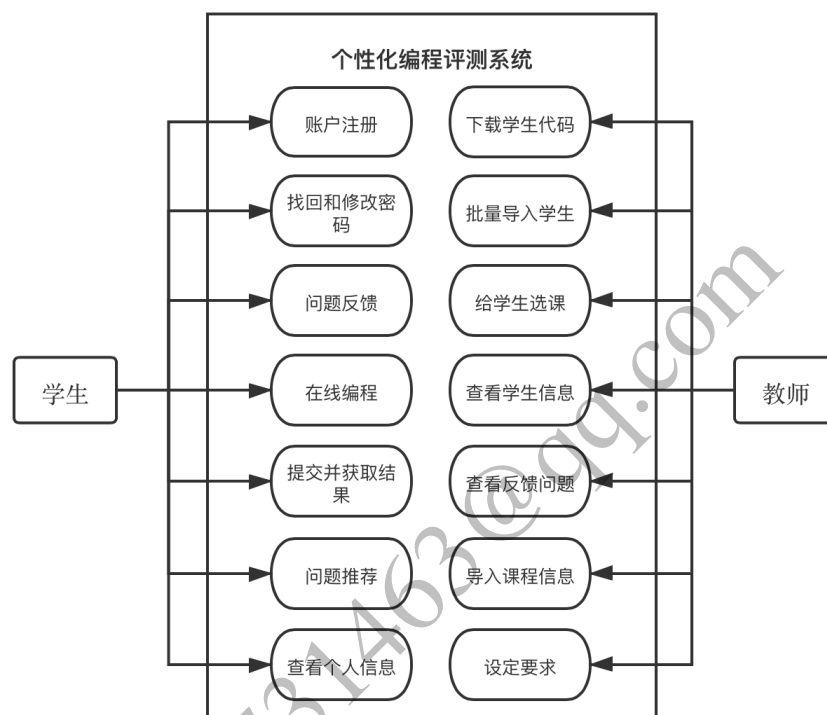 个性化编程评测系统
账户注册
下载学生代码
找回和修改密
码
批量导入学生
问题反馈
给学生选课
学生
在线编程
查看学生信息
教师
提交并获取结
果
查看反馈问题
问题推荐
导入课程信息
查看个人信息
设定要求
731463@qq.com